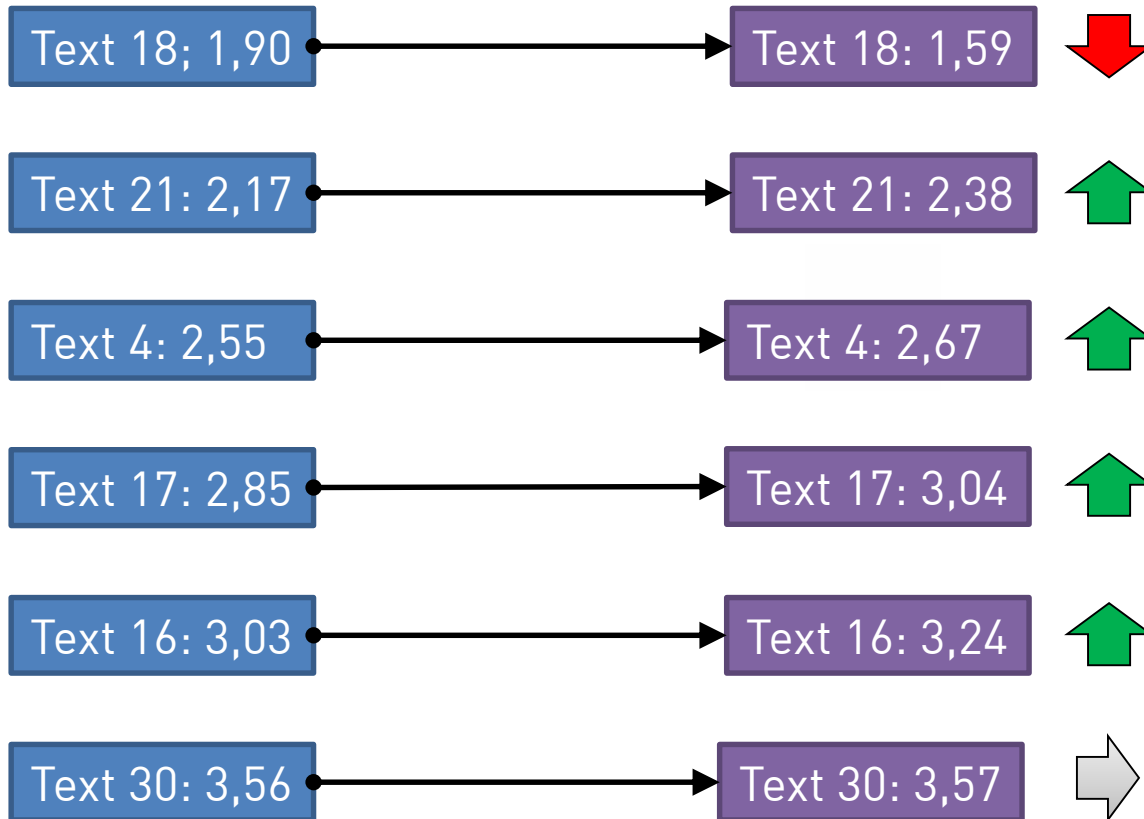 Text 18; 1,90
Text 18: 1,59
Text 21: 2,17
Text 21: 2,38
Text 4: 2,55
Text 4: 2,67
Text 17: 2,85
Text 17: 3,04
Text 16: 3,03
Text 16: 3,24
Text 30: 3,56
Text 30: 3,57